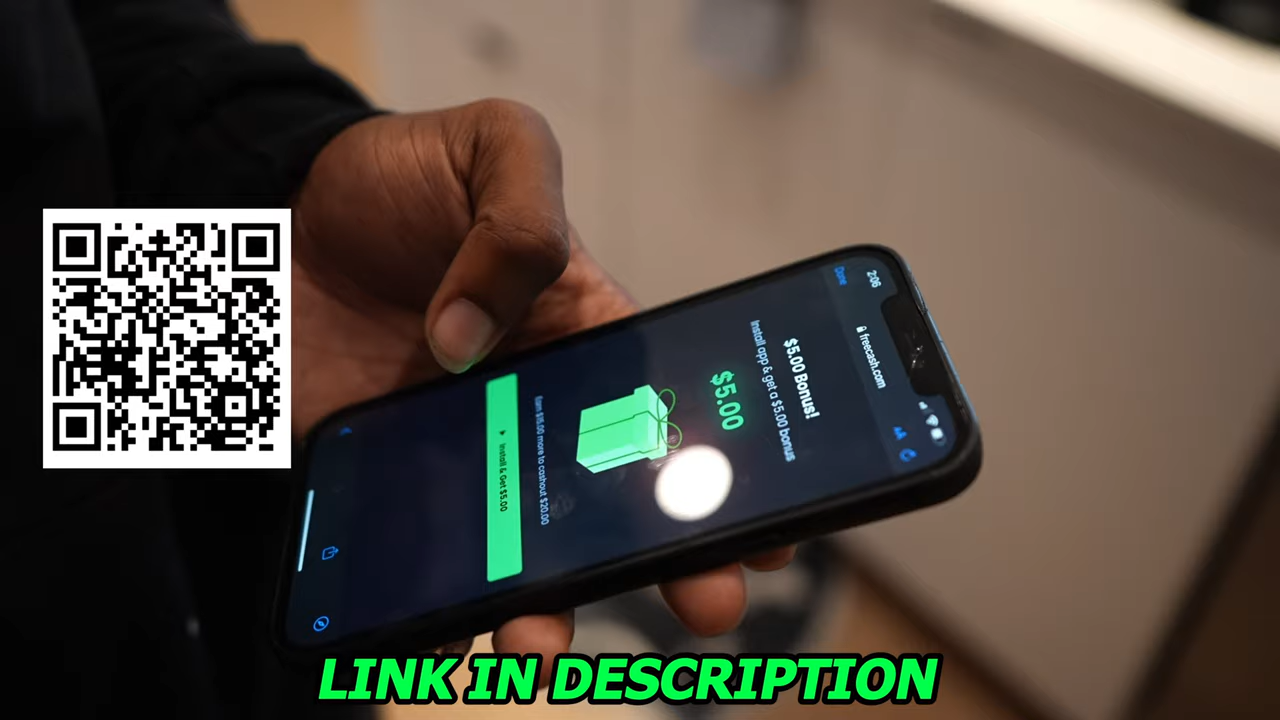 2:06
Done
freecash.com
AA
$5.00 Bonus!
Install app & get a $5.00 bonus
$5.00
Earn $15.00 more to cashout $20.00
Install & Get $5.00
LINK IN DESCRIPTION